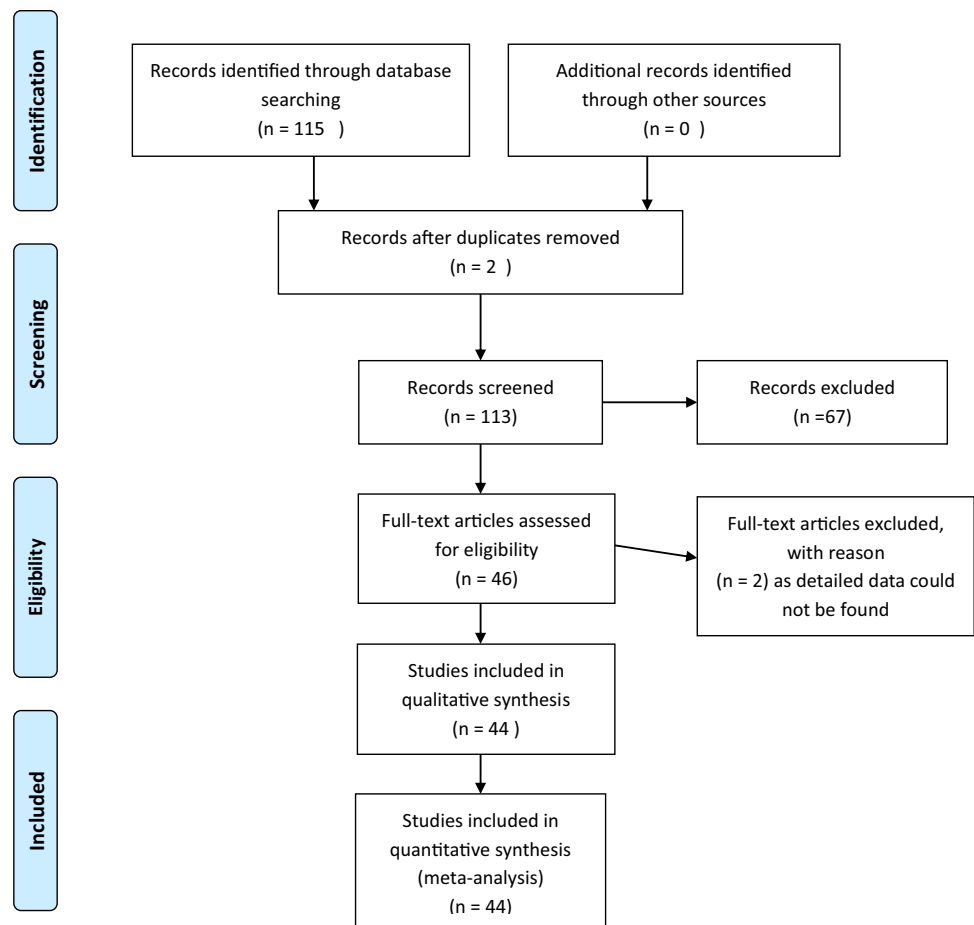 Identification
Records identified through database
searching
(n = 115 )
Additional records identified
through other sources
(n = 0 )
Records after duplicates removed
(n = 2 )
Screening
Records screened
(n = 113)
Records excluded
(n =67)
Eligibility
Full-text articles assessed
for eligibility
(n = 46)
Full-text articles excluded,
with reason
(n = 2) as detailed data could
not be found
Studies included in
qualitative synthesis
(n = 44 )
Included
Studies included in
quantitative synthesis
(meta-analysis)
(n = 44)